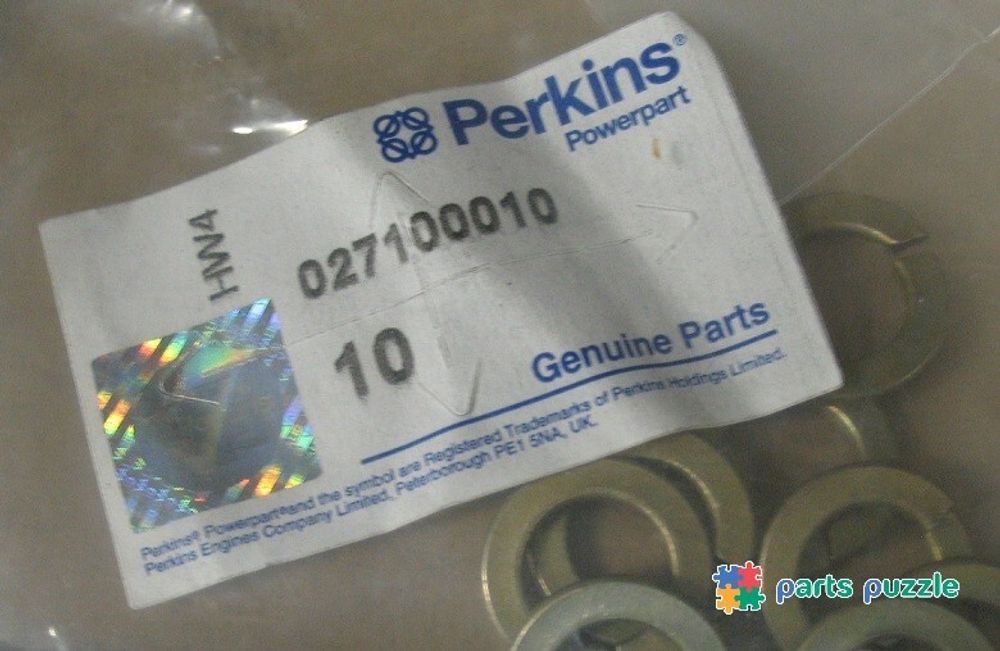 Perkins®
Powerpart
HW4
027100010
10
Genuine Parts
Perkins® Powerpart® and the symbol are Registered Trademarks of Perkins Holdings Limited.
Perkins Engines Company Limited, Peterborough PE1 5NA, UK.
parts puzzle